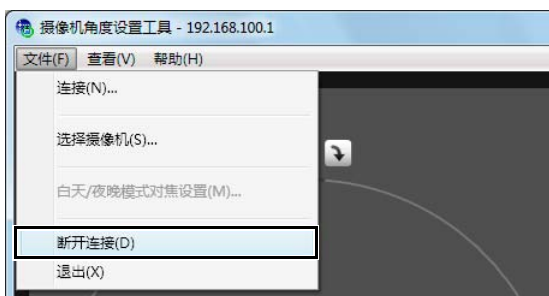 摄像机角度设置工具 - 192.168.100.1
文件(F) 查看(V) 帮助(H)
连接(N)...
选择摄像机(S)...
白天/夜晚模式对焦设置(M)...
断开连接(D)
退出(X)